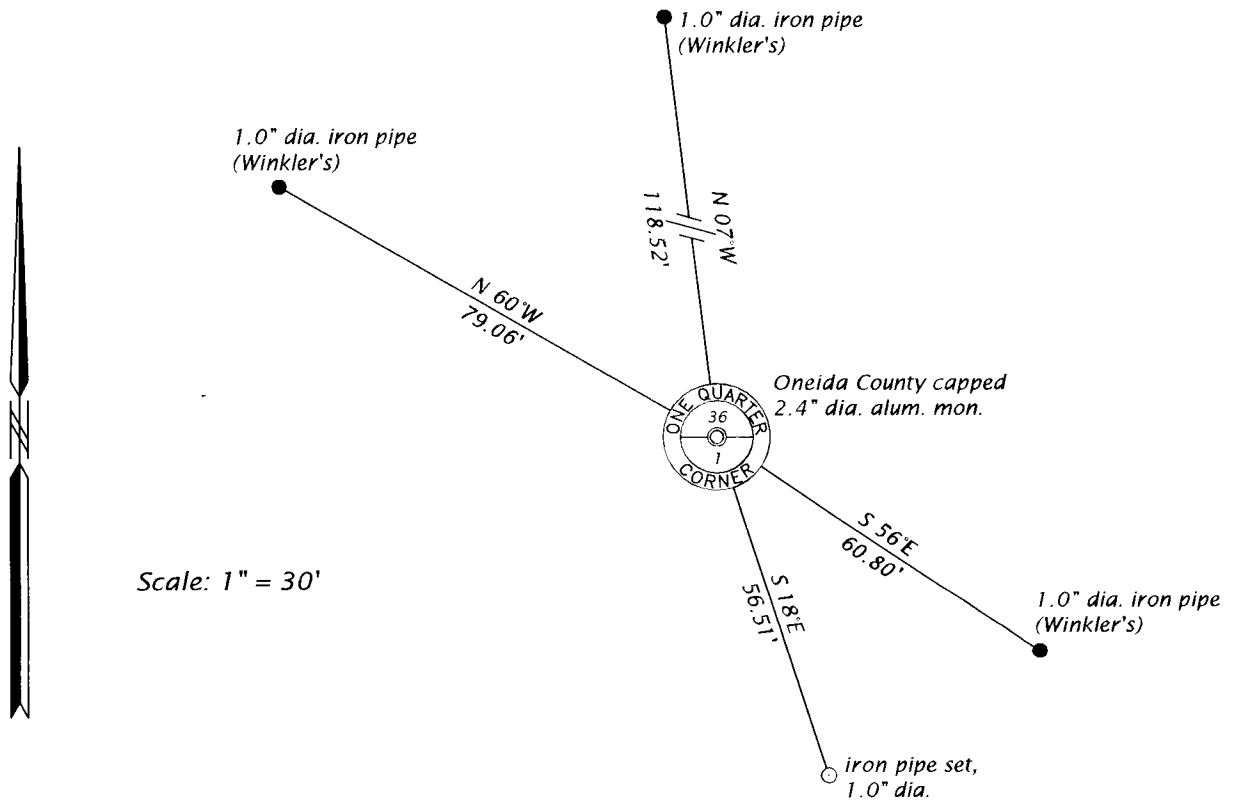 1.0" dia. iron pipe
(Winkler's)
1.0" dia. iron pipe
(Winkler's)
N 07°W
118.52'
N 60°W
79.06'
Oneida County capped
2.4" dia. alum. mon.
ONE QUARTER
36
1
CORNER
N
S 56°E
60.80'
Scale: 1" = 30'
S 18°E
56.51'
1.0" dia. iron pipe
(Winkler's)
iron pipe set,
1.0" dia.